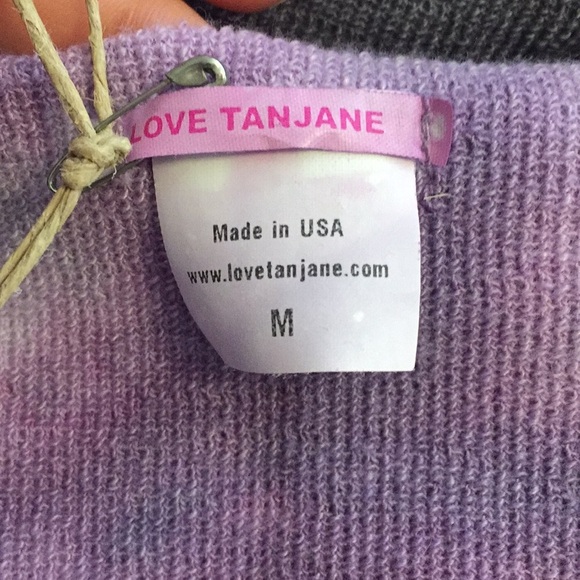 LOVE TANJANE
Made in USA
www.lovetanjane.com
M